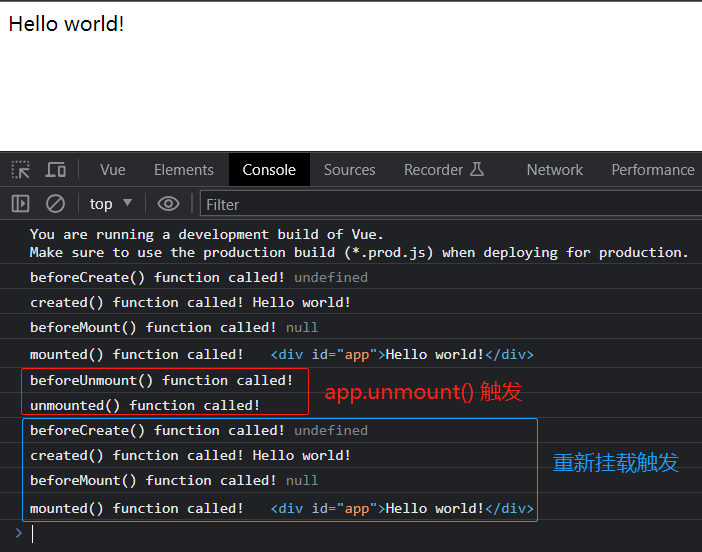 Hello world!
Vue Elements Console Sources Recorder Network Performance
top Filter
You are running a development build of Vue.
Make sure to use the production build (*.prod.js) when deploying for production.
beforeCreate() function called! undefined
created() function called! Hello world!
beforeMount() function called! null
mounted() function called! <div id="app">Hello world!</div>
beforeUnmount() function called!
app.unmount() 触发
unmounted() function called!
beforeCreate() function called! undefined
created() function called! Hello world!
重新挂载触发
beforeMount() function called! null
mounted() function called! <div id="app">Hello world!</div>